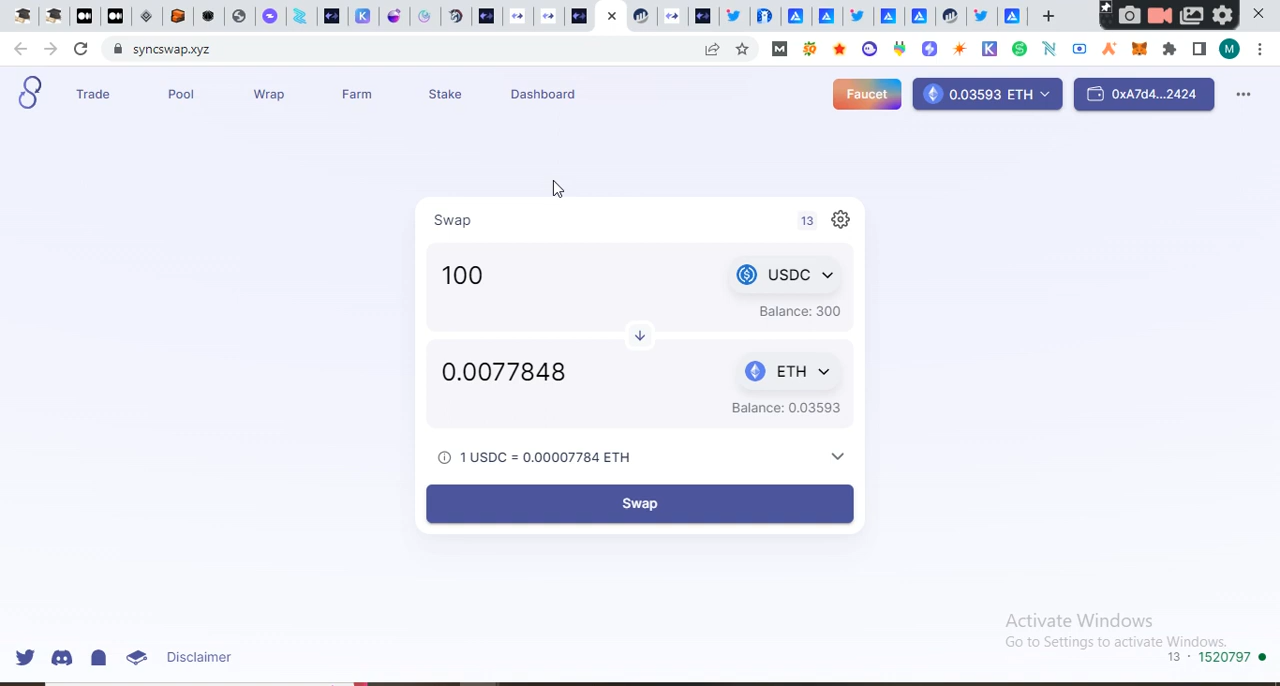 syncswap.xyz
M
Trade
Pool
Wrap
Farm
Stake
Dashboard
Faucet
0.03593 ETH
0xA7d4...2424
Swap
13
100
USDC
Balance: 300
0.0077848
ETH
Balance: 0.03593
1 USDC = 0.00007784 ETH
Swap
Activate Windows
Go to Settings to activate Windows.
Disclaimer
13 · 1520797